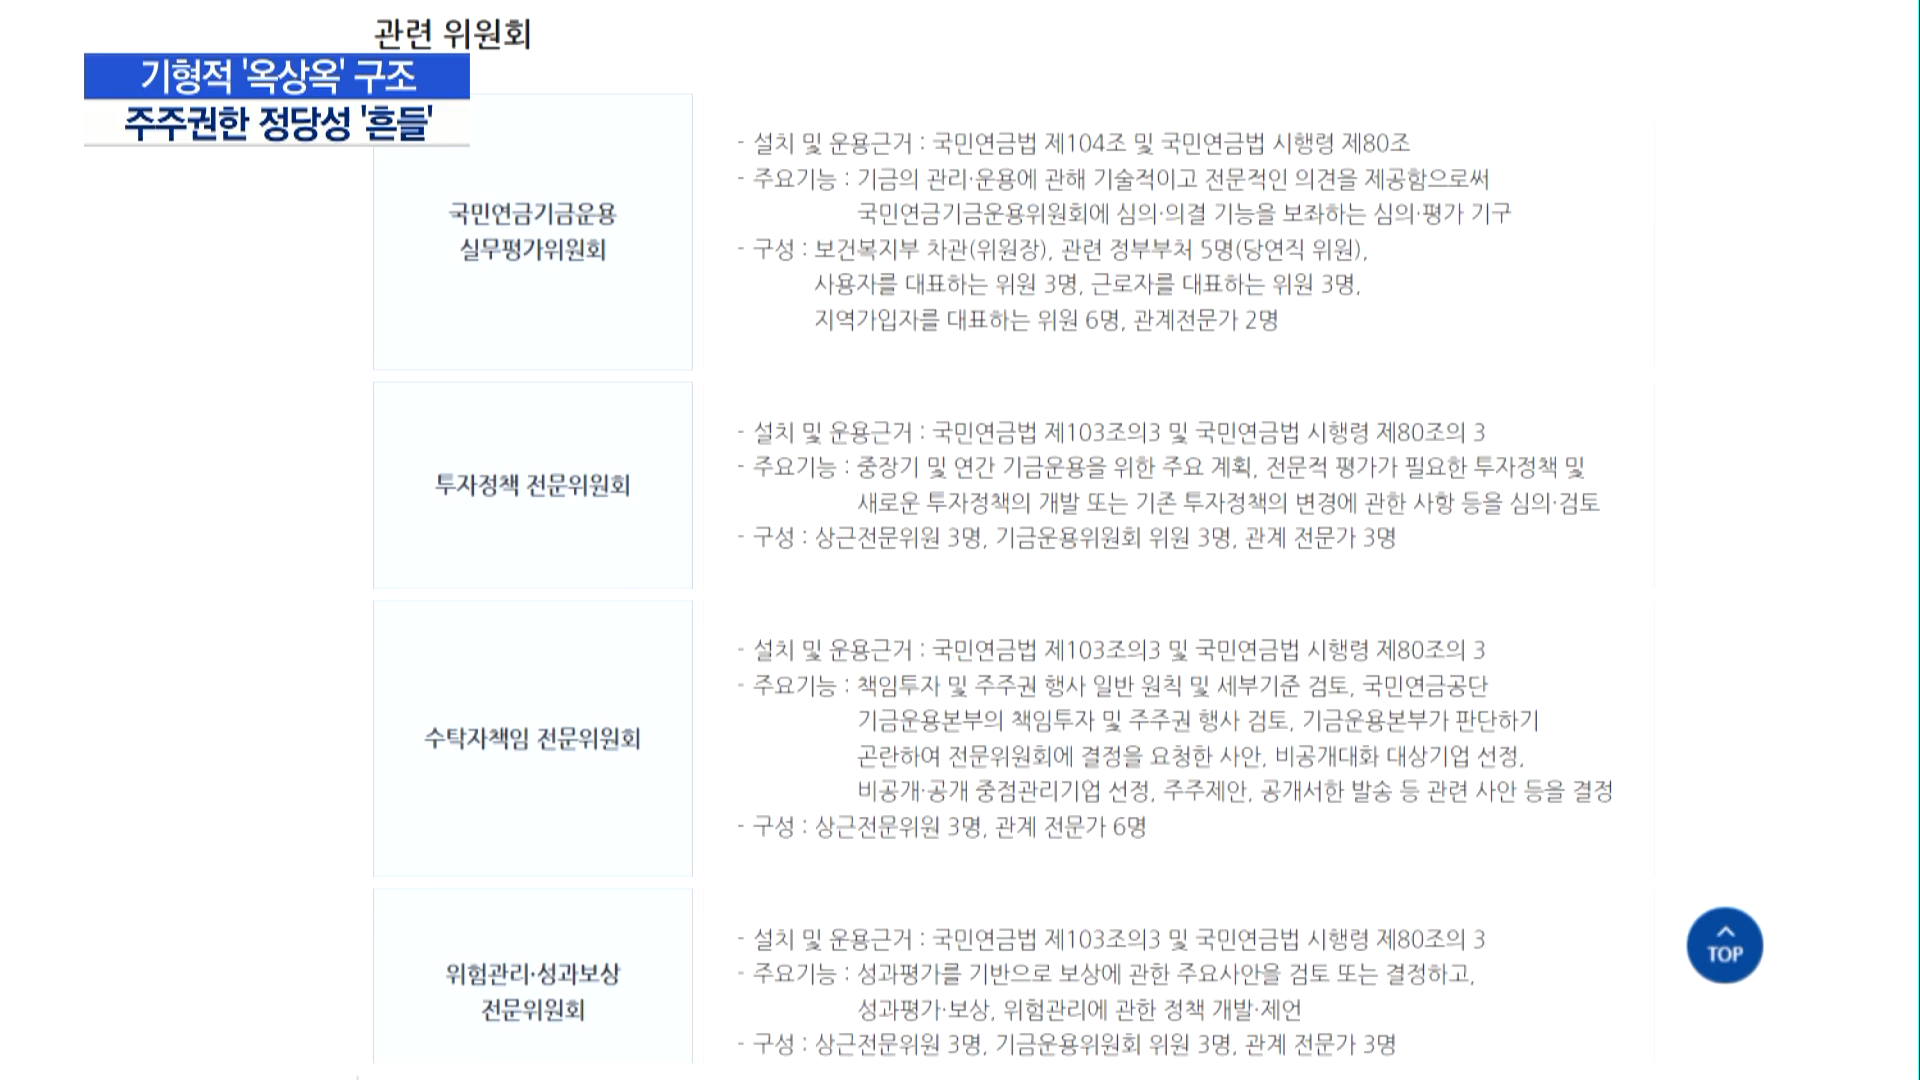 관련 위원회
기형적 '옥상옥' 구조
주주권한 정당성 '흔들'
국민연금기금운용
실무평가위원회
- 설치 및 운용근거 : 국민연금법 제104조 및 국민연금법 시행령 제80조
- 주요기능 : 기금의 관리·운용에 관해 기술적이고 전문적인 의견을 제공함으로써
국민연금기금운용위원회에 심의·의결 기능을 보좌하는 심의·평가 기구
- 구성 : 보건복지부 차관(위원장), 관련 정부부처 5명(당연직 위원),
사용자를 대표하는 위원 3명, 근로자를 대표하는 위원 3명,
지역가입자를 대표하는 위원 6명, 관계전문가 2명
투자정책 전문위원회
- 설치 및 운용근거 : 국민연금법 제103조의3 및 국민연금법 시행령 제80조의 3
- 주요기능 : 중장기 및 연간 기금운용을 위한 주요 계획, 전문적 평가가 필요한 투자정책 및
새로운 투자정책의 개발 또는 기존 투자정책의 변경에 관한 사항 등을 심의·검토
- 구성 : 상근전문위원 3명, 기금운용위원회 위원 3명, 관계 전문가 3명
수탁자책임 전문위원회
- 설치 및 운용근거 : 국민연금법 제103조의3 및 국민연금법 시행령 제80조의 3
- 주요기능 : 책임투자 및 주주권 행사 일반 원칙 및 세부기준 검토, 국민연금공단
기금운용본부의 책임투자 및 주주권 행사 검토, 기금운용본부가 판단하기
곤란하여 전문위원회에 결정을 요청한 사안, 비공개대화 대상기업 선정,
비공개·공개 중점관리기업 선정, 주주제안, 공개서한 발송 등 관련 사안 등을 결정
- 구성 : 상근전문위원 3명, 관계 전문가 6명
위험관리·성과보상
전문위원회
- 설치 및 운용근거 : 국민연금법 제103조의3 및 국민연금법 시행령 제80조의 3
- 주요기능 : 성과평가를 기반으로 보상에 관한 주요사안을 검토 또는 결정하고,
성과평가·보상, 위험관리에 관한 정책 개발·제언
- 구성 : 상근전문위원 3명, 기금운용위원회 위원 3명, 관계 전문가 3명
TOP